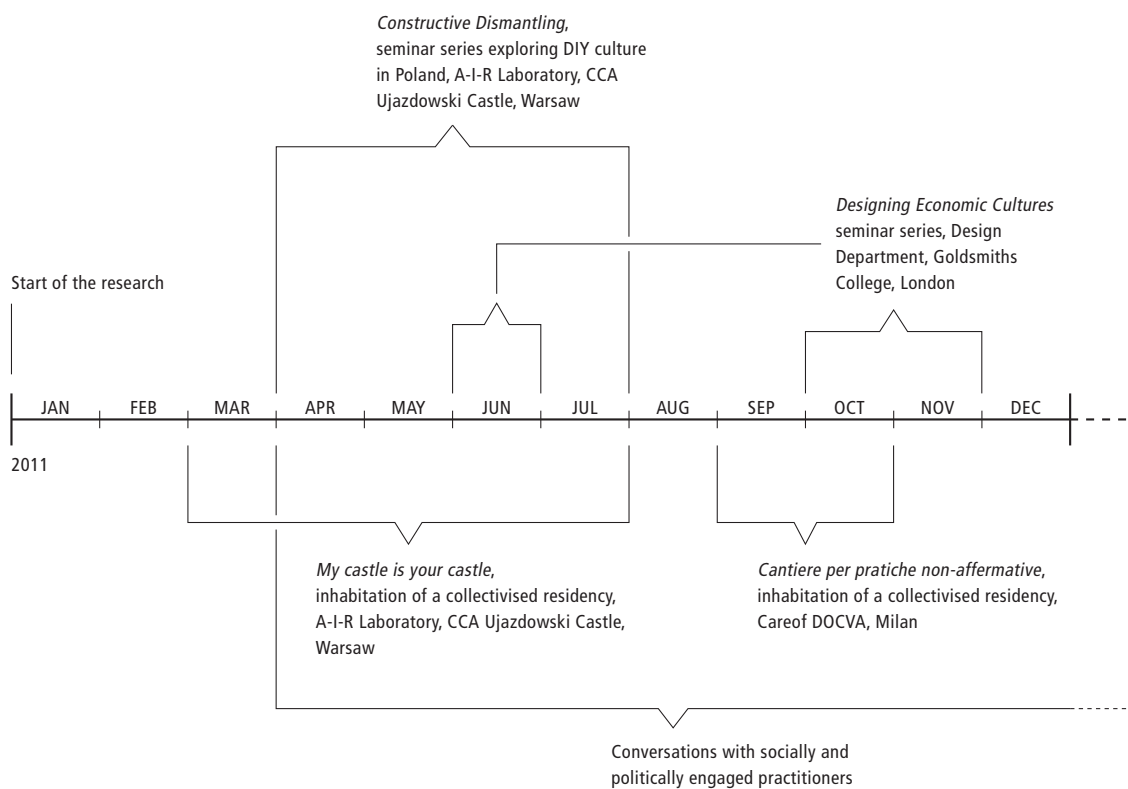 Constructive Dismantling,
seminar series exploring DIY culture
in Poland, A-I-R Laboratory, CCA
Ujazdowski Castle, Warsaw
Designing Economic Cultures
seminar series, Design
Department, Goldsmiths
College, London
Start of the research
JAN FEB MAR APR MAY JUN JUL AUG SEP OCT NOV DEC
2011
My castle is your castle,
inhabitation of a collectivised residency,
A-I-R Laboratory, CCA Ujazdowski Castle,
Warsaw
Cantiere per pratiche non-affermative,
inhabitation of a collectivised residency,
Careof DOCVA, Milan
Conversations with socially and
politically engaged practitioners